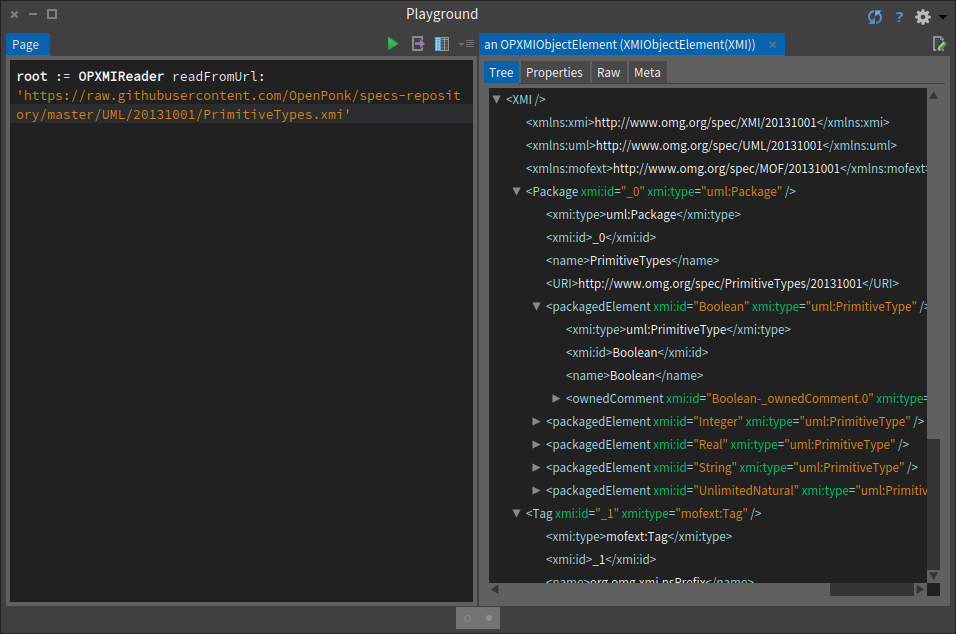 Playground
?
Page
an OPXMIObjectElement (XMIObjectElement(XMI))
root := OPXMIReader readFromUrl:
'https://raw.githubusercontent.com/OpenPonk/specs-reposit
ory/master/UML/20131001/PrimitiveTypes.xmi'
Tree Properties Raw Meta
<XMI />
<xmlns:xmi>http://www.omg.org/spec/XMI/20131001</xmlns:xmi>
<xmlns:uml>http://www.omg.org/spec/UML/20131001</xmlns:uml>
<xmlns:mofext>http://www.omg.org/spec/MOF/20131001</xmlns:mofext>
<Package xmi:id="_0" xmi:type="uml:Package" />
<xmi:type>uml:Package</xmi:type>
<xmi:id>_0</xmi:id>
<name>PrimitiveTypes</name>
<URI>http://www.omg.org/spec/PrimitiveTypes/20131001</URI>
<packagedElement xmi:id="Boolean" xmi:type="uml:PrimitiveType" />
<xmi:type>uml:PrimitiveType</xmi:type>
<xmi:id>Boolean</xmi:id>
<name>Boolean</name>
<ownedComment xmi:id="Boolean-_ownedComment.0" xmi:type=
<packagedElement xmi:id="Integer" xmi:type="uml:PrimitiveType" />
<packagedElement xmi:id="Real" xmi:type="uml:PrimitiveType" />
<packagedElement xmi:id="String" xmi:type="uml:PrimitiveType" />
<packagedElement xmi:id="UnlimitedNatural" xmi:type="uml:Primitiv
<Tag xmi:id="_1" xmi:type="mofext:Tag" />
<xmi:type>mofext:Tag</xmi:type>
<xmi:id>_1</xmi:id>
<name>org.omg.xmi.nsPrefix</name>